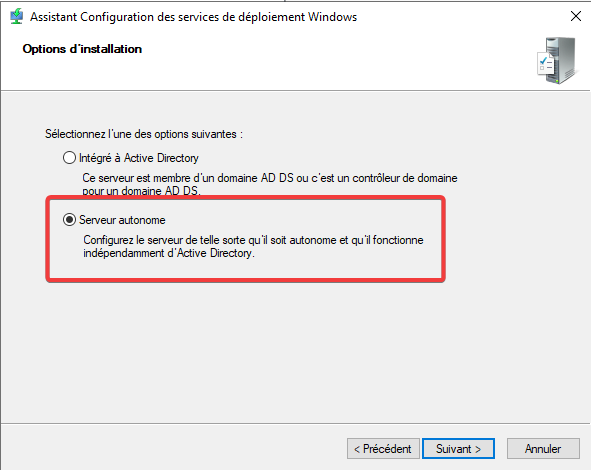 Assistant Configuration des services de déploiement Windows
Options d'installation
Sélectionnez l'une des options suivantes :
Intégré à Active Directory
Ce serveur est membre d'un domaine AD DS ou c'est un contrôleur de domaine
pour un domaine AD DS.
Serveur autonome
Configurez le serveur de telle sorte qu'il soit autonome et qu'il fonctionne
indépendamment d'Active Directory.
< Précédent Suivant > Annuler